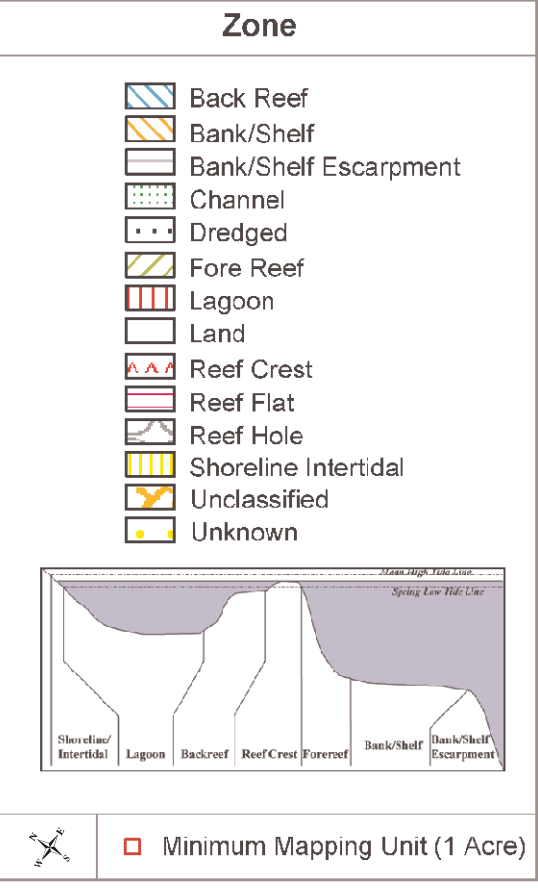 Zone
Back Reef
Bank/Shelf
Bank/Shelf Escarpment
Channel
Dredged
Fore Reef
Lagoon
Land
Reef Crest
Reef Flat
Reef Hole
Shoreline Intertidal
Unclassified
Unknown
Mean High Tide Line
Spring Low Tide Line
Shoreline/
Intertidal
Lagoon
Backreef
Reef Crest
Forereef
Bank/Shelf
Bank/Shelf
Escarpment
N
E
W
S
Minimum Mapping Unit (1 Acre)